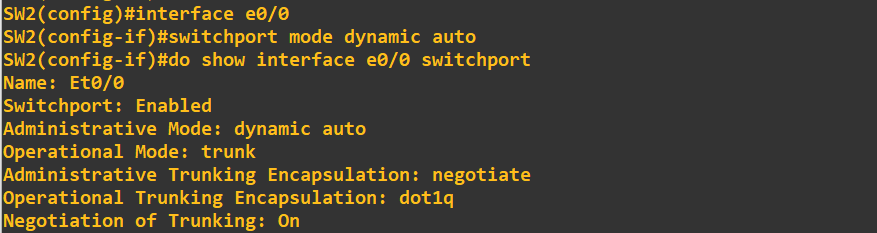 SW2(config)#interface e0/0
SW2(config-if)#switchport mode dynamic auto
SW2(config-if)#do show interface e0/0 switchport
Name: Et0/0
Switchport: Enabled
Administrative Mode: dynamic auto
Operational Mode: trunk
Administrative Trunking Encapsulation: negotiate
Operational Trunking Encapsulation: dot1q
Negotiation of Trunking: On